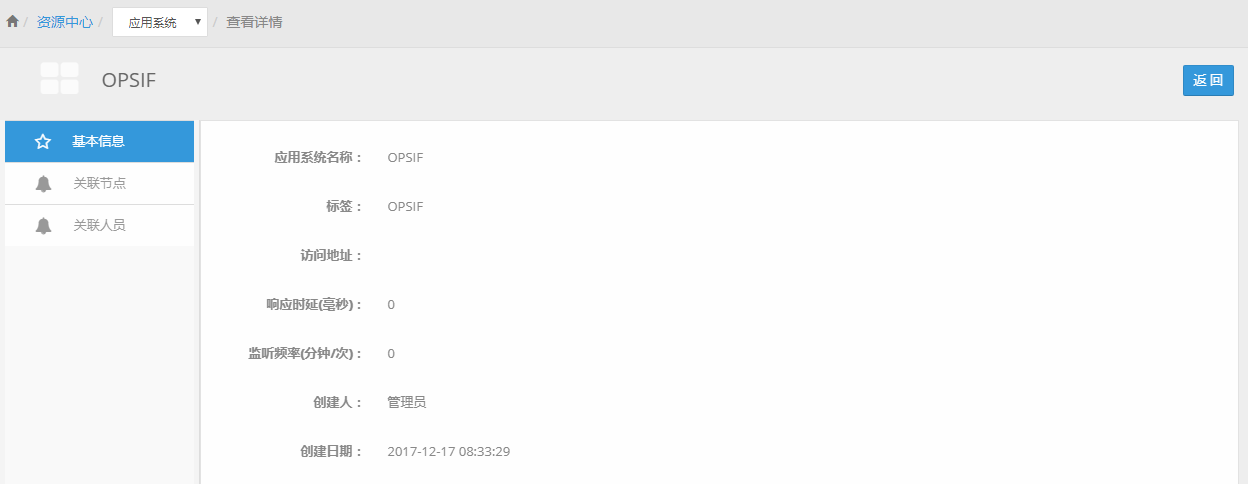 / 资源中心 / 应用系统 / 查看详情
OPSIF
返 回
基本信息
关联节点
关联人员
应用系统名称： OPSIF
标签： OPSIF
访问地址：
响应时延(毫秒)： 0
监听频率(分钟/次)： 0
创建人： 管理员
创建日期： 2017-12-17 08:33:29